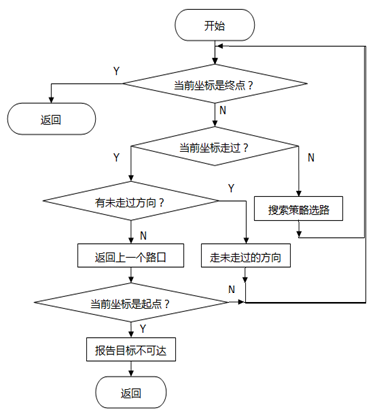 开始
当前坐标是终点？
Y
N
返回
当前坐标走过？
Y
N
有未走过方向？
Y
搜索策略选路
N
返回上一个路口
走未走过的方向
N
当前坐标是起点？
Y
报告目标不可达
返回